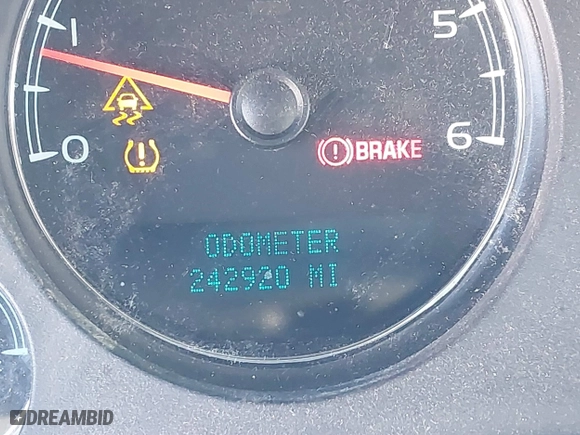 1
5
0
6
BRAKE
ODOMETER
242920 MI
DREAMBID